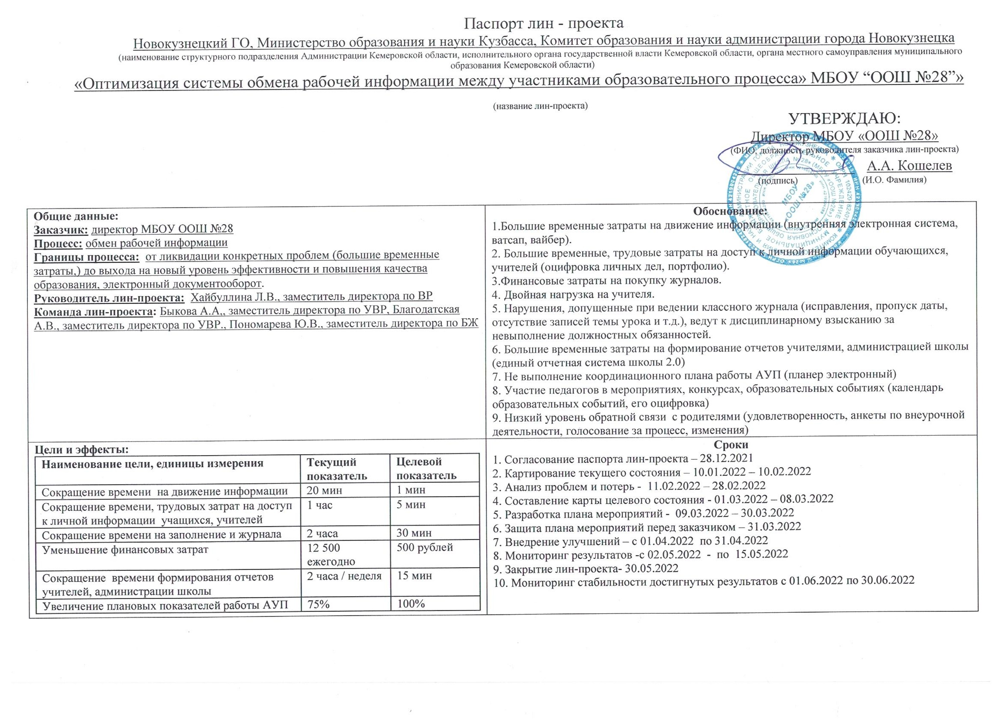 Паспорт лин - проекта
Новокузнецкий ГО, Министерство образования и науки Кузбасса, Комитет образования и науки администрации города Новокузнецка
(наименование структурного подразделения Администрации Кемеровской области, исполнительного органа государственной власти Кемеровской области, органа местного самоуправления муниципального
образования Кемеровской области)
«Оптимизация системы обмена рабочей информации между участниками образовательного процесса» МБОУ “ООШ №28”»
(название лин-проекта)
УТВЕРЖДАЮ:
Директор МБОУ «ООШ №28»
(ФИО, должность руководителя заказчика лин-проекта)
А.А. Кошелев
(подпись) (И.О. Фамилия)
МБОУ
«ООШ №28»
Общие данные:
Заказчик: директор МБОУ ООШ №28
Процесс: обмен рабочей информации
Границы процесса: от ликвидации конкретных проблем (большие временные
затраты,) до выхода на новый уровень эффективности и повышения качества
образования, электронный документооборот.
Руководитель лин-проекта: Хайбуллина Л.В., заместитель директора по ВР
Команда лин-проекта: Быкова А.А,, заместитель директора по УВР, Благодатская
А.В., заместитель директора по УВР., Пономарева Ю.В., заместитель директора по БЖ
Обоснование:
1.Большие временные затраты на движение информации (внутренняя электронная система,
ватсап, вайбер).
2. Большие временные, трудовые затраты на доступ к личной информации обучающихся,
учителей (оцифровка личных дел, портфолио).
3.Финансовые затраты на покупку журналов.
4. Двойная нагрузка на учителя.
5. Нарушения, допущенные при ведении классного журнала (исправления, пропуск даты,
отсутствие записей темы урока и т.д.), ведут к дисциплинарному взысканию за
невыполнение должностных обязанностей.
6. Большие временные затраты на формирование отчетов учителями, администрацией школы
(единый отчетная система школы 2.0)
7. Не выполнение координационного плана работы АУП (планер электронный)
8. Участие педагогов в мероприятиях, конкурсах, образовательных событиях (календарь
образовательных событий, его оцифровка)
9. Низкий уровень обратной связи с родителями (удовлетворенность, анкеты по внеурочной
деятельности, голосование за процесс, изменения)
Цели и эффекты:
Наименование цели, единицы измерения Текущий показатель Целевой показатель
Сокращение времени на движение информации 20 мин 1 мин
Сокращение времени, трудовых затрат на доступ 1 час 5 мин
к личной информации учащихся, учителей
Сокращение времени на заполнение и журнала 2 часа 30 мин
Уменьшение финансовых затрат 12 500 500 рублей
ежегодно
Сокращение времени формирования отчетов 2 часа / неделя 15 мин
учителей, администрации школы
Увеличение плановых показателей работы АУП 75% 100%
Сроки
1. Согласование паспорта лин-проекта – 28.12.2021
2. Картирование текущего состояния – 10.01.2022 – 10.02.2022
3. Анализ проблем и потерь - 11.02.2022 – 28.02.2022
4. Составление карты целевого состояния - 01.03.2022 – 08.03.2022
5. Разработка плана мероприятий - 09.03.2022 – 30.03.2022
6. Защита плана мероприятий перед заказчиком – 31.03.2022
7. Внедрение улучшений – с 01.04.2022 по 31.04.2022
8. Мониторинг результатов -с 02.05.2022 - по 15.05.2022
9. Закрытие лин-проекта- 30.05.2022
10. Мониторинг стабильности достигнутых результатов с 01.06.2022 по 30.06.2022